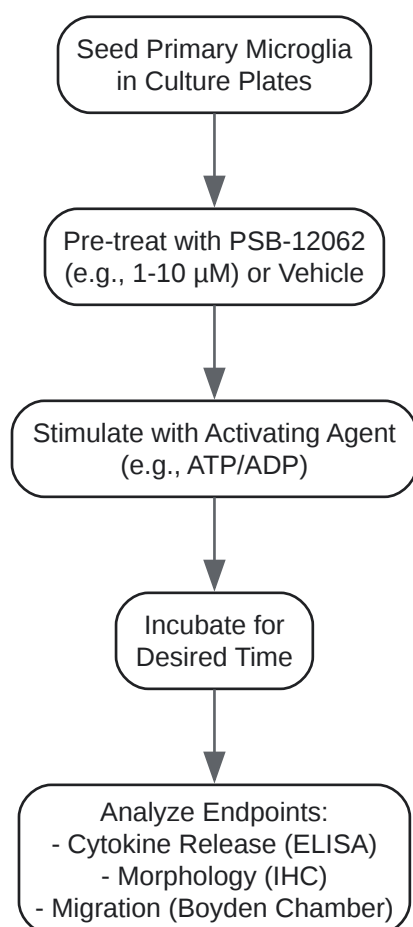 Seed Primary Microglia
in Culture Plates
Pre-treat with PSB-12062
(e.g., 1-10 µM) or Vehicle
Stimulate with Activating Agent
(e.g., ATP/ADP)
Incubate for
Desired Time
Analyze Endpoints:
- Cytokine Release (ELISA)
- Morphology (IHC)
- Migration (Boyden Chamber)